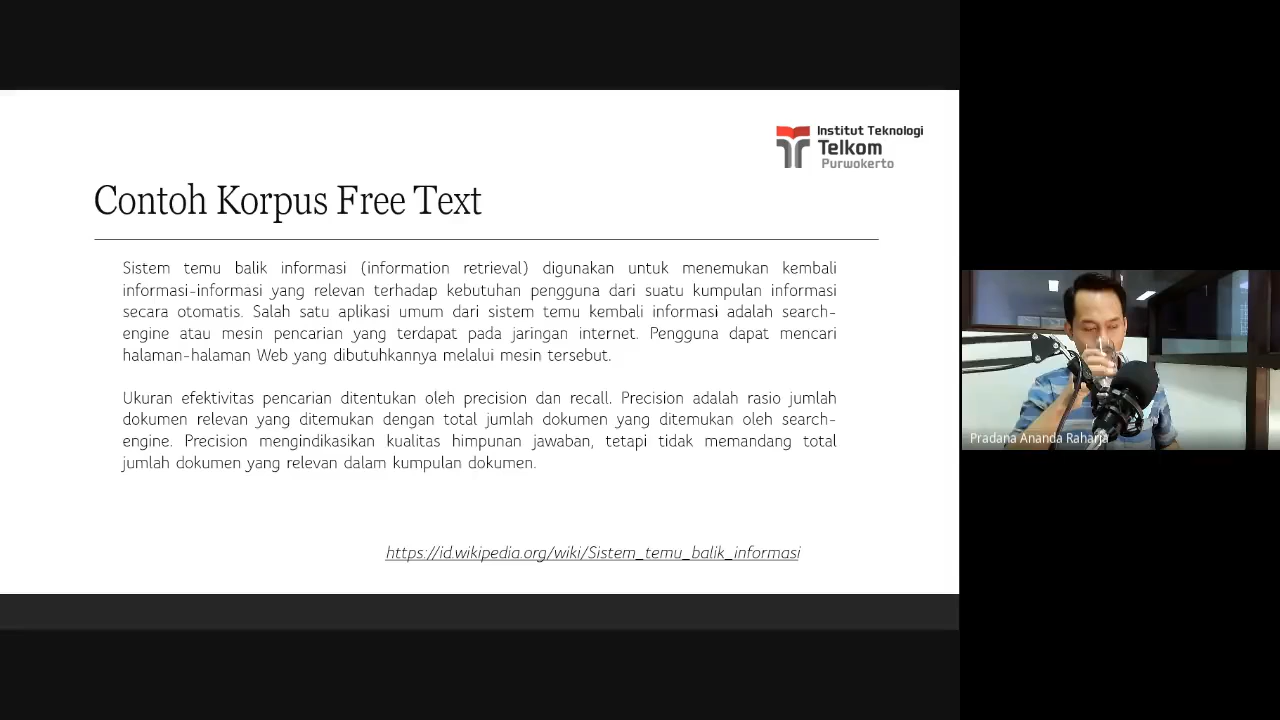 Institut Teknologi
Telkom
Purwokerto
Contoh Korpus Free Text
Sistem temu balik informasi (information retrieval) digunakan untuk menemukan kembali
informasi-informasi yang relevan terhadap kebutuhan pengguna dari suatu kumpulan informasi
secara otomatis. Salah satu aplikasi umum dari sistem temu kembali informasi adalah search-
engine atau mesin pencarian yang terdapat pada jaringan internet. Pengguna dapat mencari
halaman-halaman Web yang dibutuhkannya melalui mesin tersebut.
Ukuran efektivitas pencarian ditentukan oleh precision dan recall. Precision adalah rasio jumlah
dokumen relevan yang ditemukan dengan total jumlah dokumen yang ditemukan oleh search-
engine. Precision mengindikasikan kualitas himpunan jawaban, tetapi tidak memandang total
jumlah dokumen yang relevan dalam kumpulan dokumen.
https://id.wikipedia.org/wiki/Sistem_temu_balik_informasi
Pradana Ananda Raharja